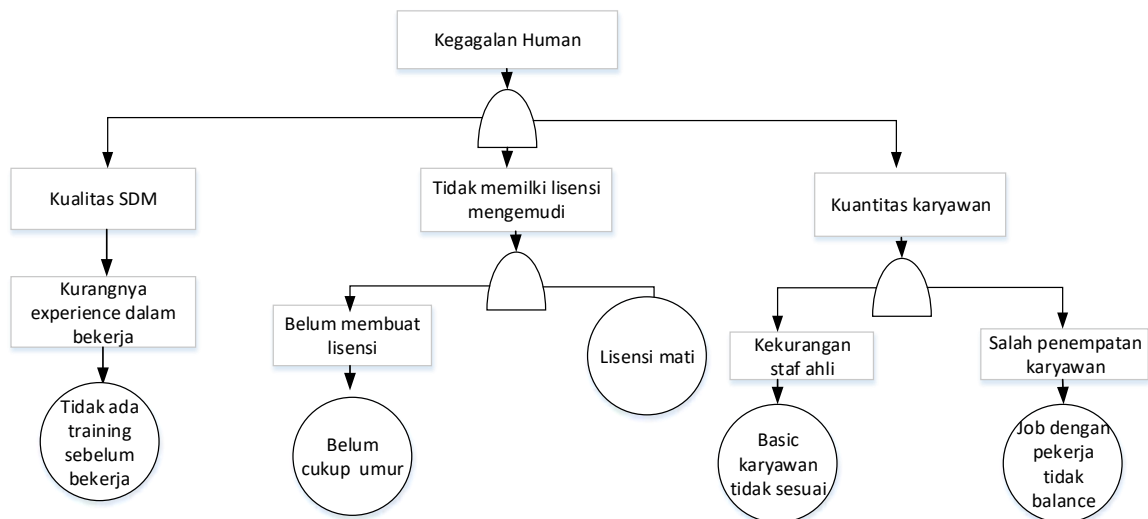 Kegagalan Human
Kualitas SDM
Tidak memilki lisensi
mengemudi
Kuantitas karyawan
Kurangnya
experience dalam
bekerja
Belum membuat
lisensi
Lisensi mati
Kekurangan
staf ahli
Salah penempatan
karyawan
Tidak ada
training
sebelum
bekerja
Belum
cukup umur
Basic
karyawan
tidak sesuai
Job dengan
pekerja
tidak
balance